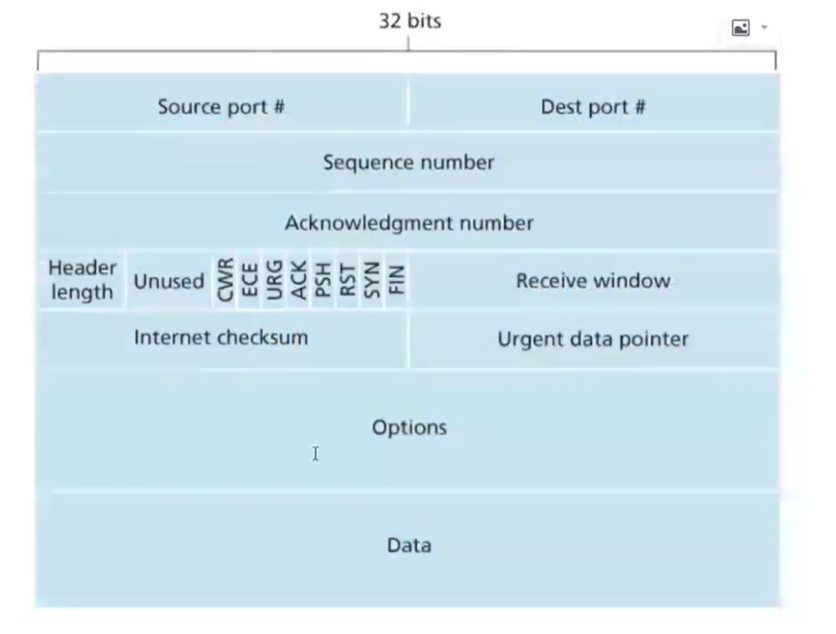 32 bits
Source port # Dest port #
Sequence number
Acknowledgment number
Header
length
Unused
CWR
ECE
URG
ACK
PSH
RST
SYN
FIN
Receive window
Internet checksum Urgent data pointer
Options
Data